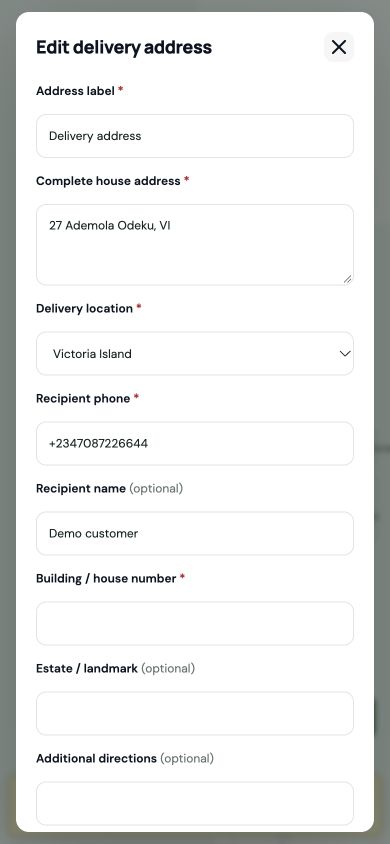 Edit delivery address
Address label *
Delivery address
Complete house address *
27 Ademola Odeku, VI
Delivery location *
Victoria Island
Recipient phone *
+2347087226644
Recipient name (optional)
Demo customer
Building / house number *
Estate / landmark (optional)
Additional directions (optional)